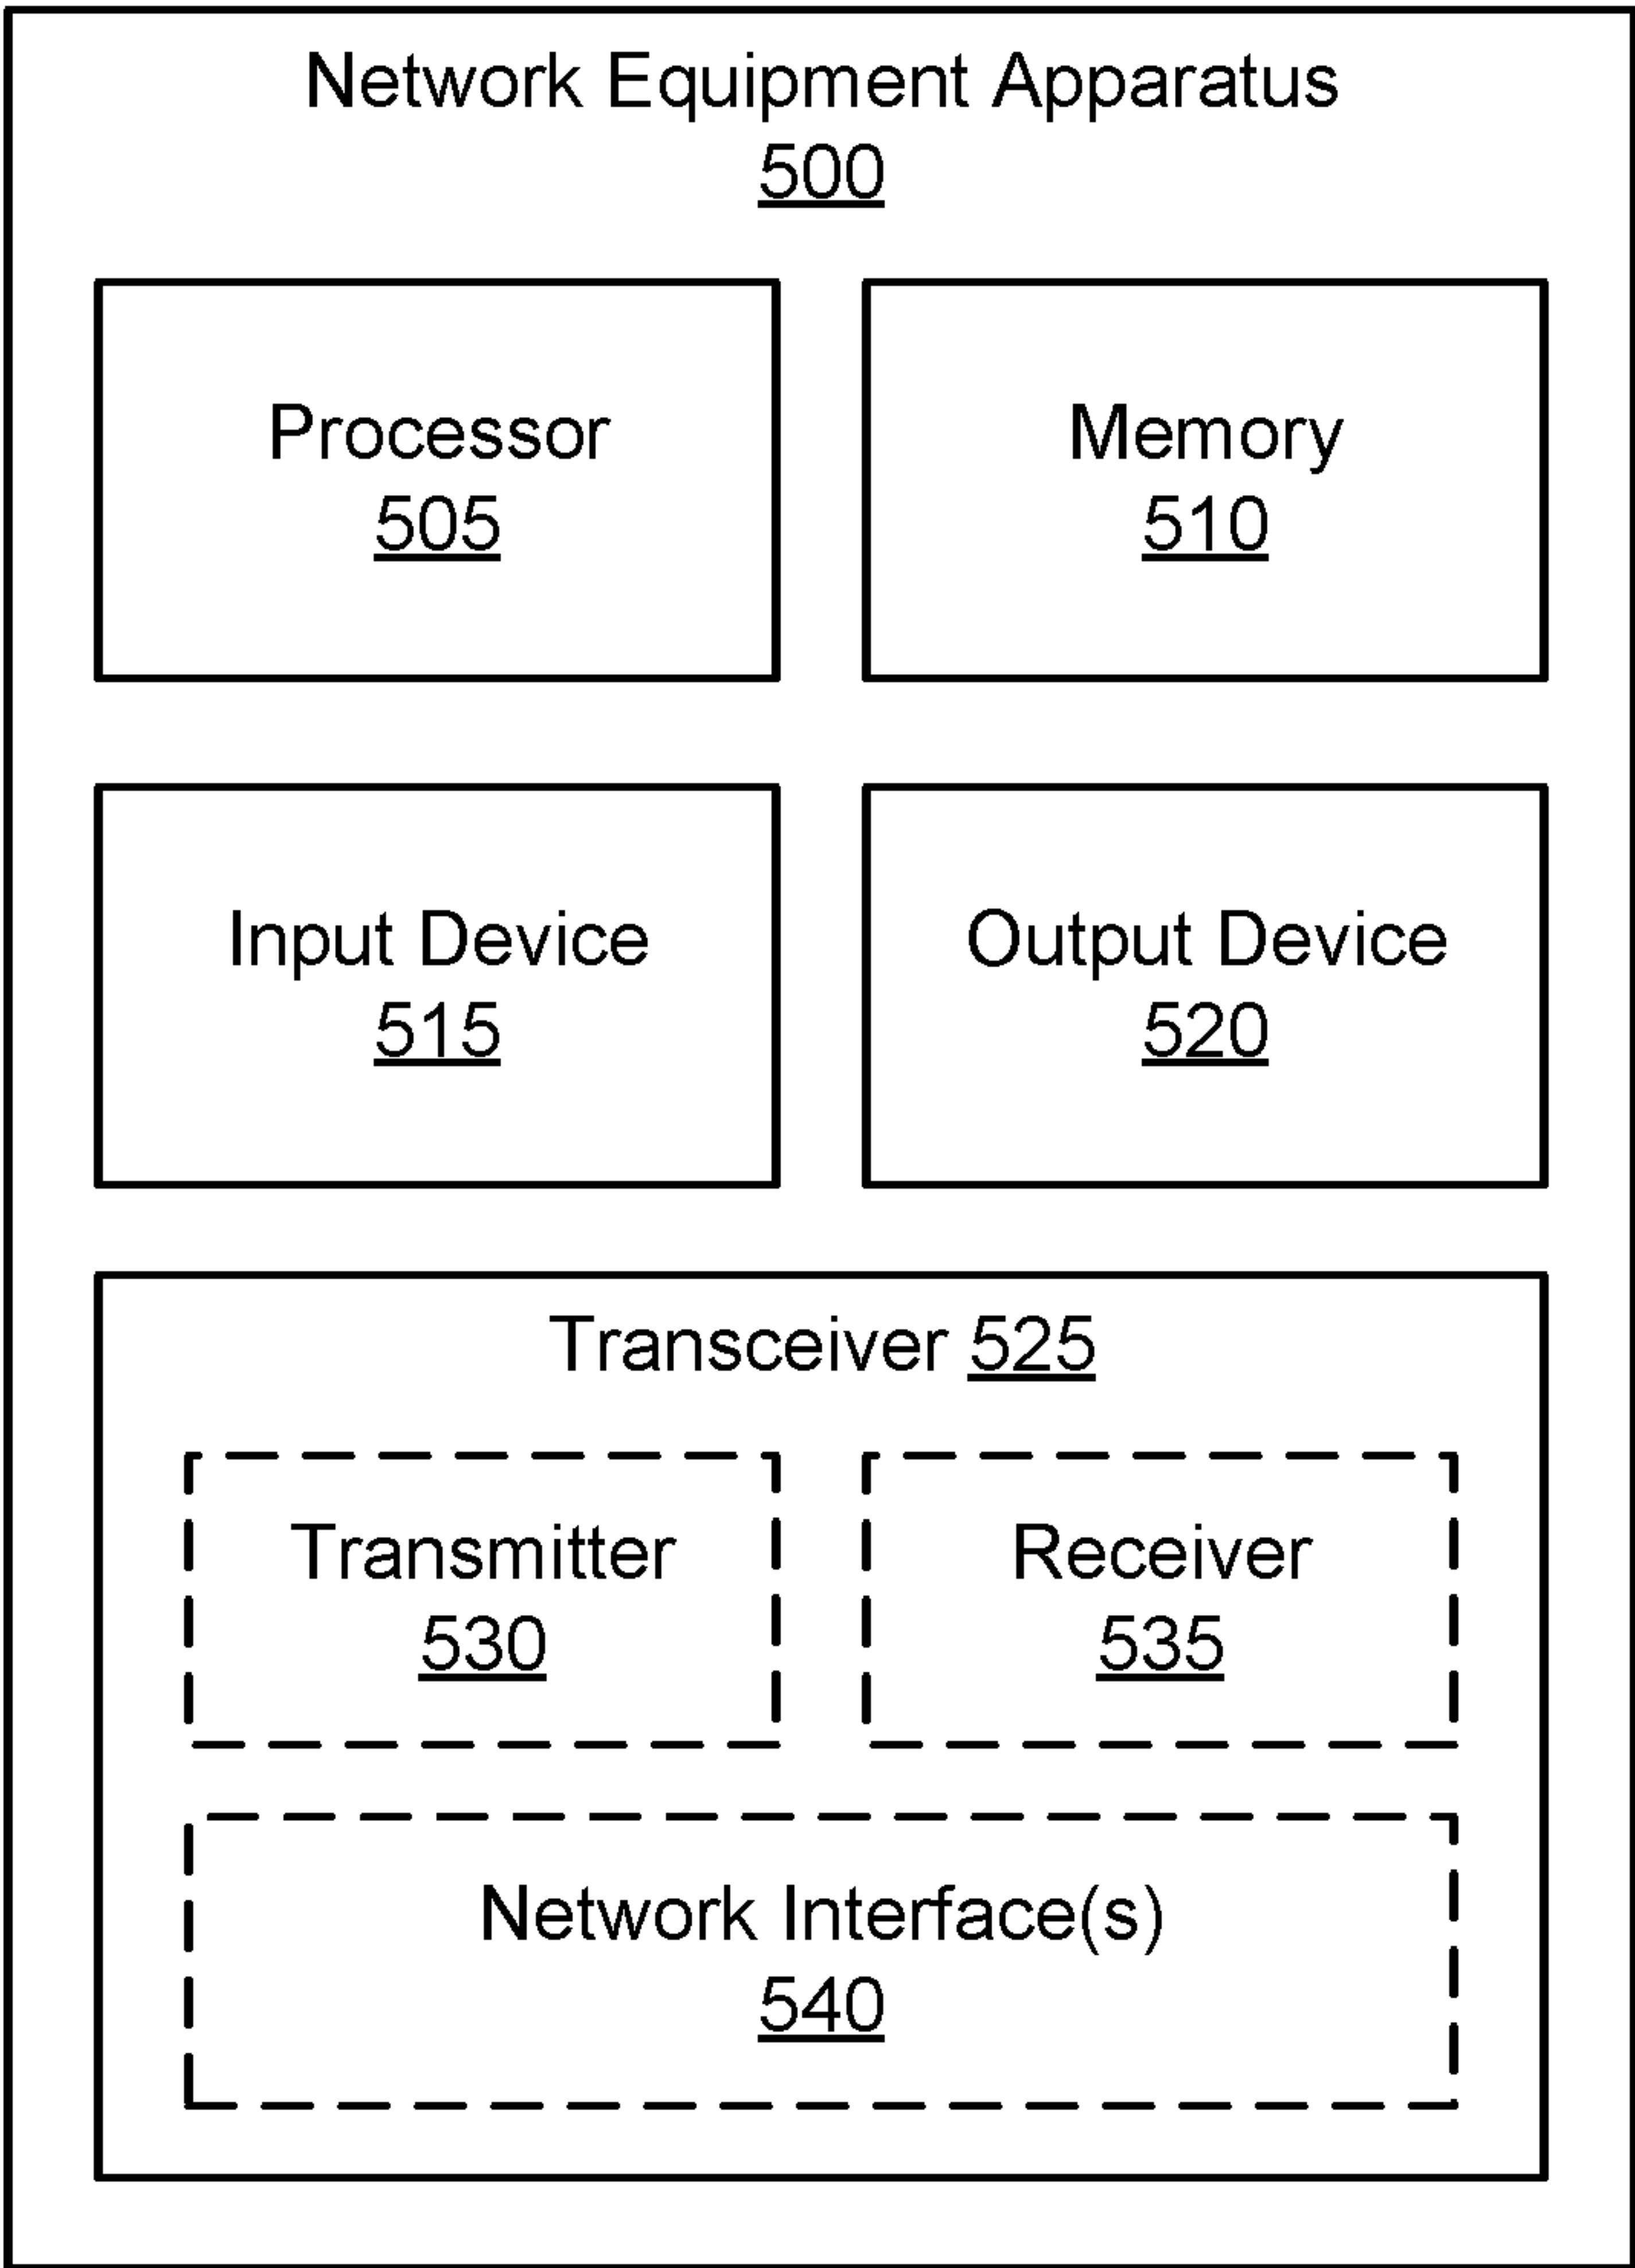 Network Equipment Apparatus
500
Processor
505
Memory
510
Input Device
515
Output Device
520
Transceiver 525
Transmitter
530
Receiver
535
Network Interface(s)
540